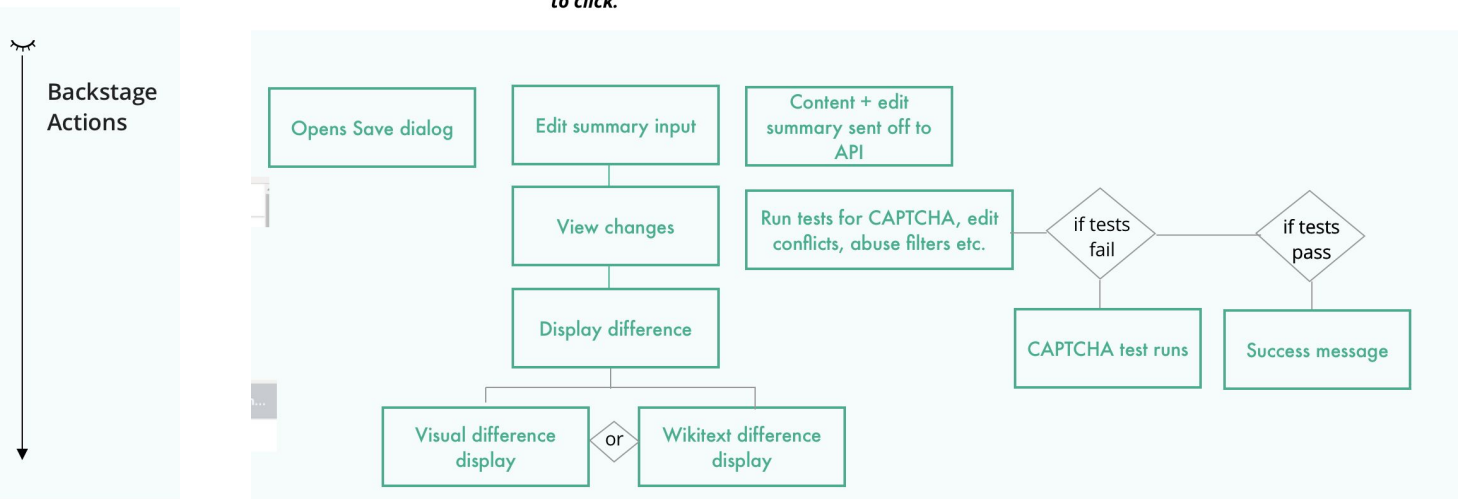 to click.
Backstage
Actions
Opens Save dialog
Edit summary input
Content + edit
summary sent off to
API
View changes
Run tests for CAPTCHA, edit
conflicts, abuse filters etc.
if tests
fail
if tests
pass
Display difference
CAPTCHA test runs
Success message
Visual difference
display
or
Wikitext difference
display